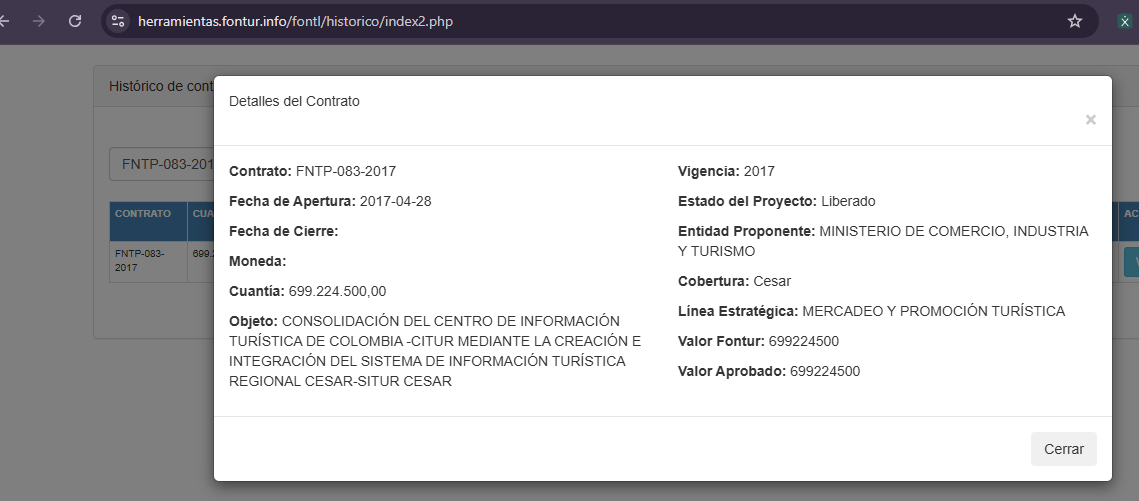 herramientas.fontur.info/fontl/historico/index2.php
Histórico de cont
Detalles del Contrato
×
FNTP-083-201
CONTRATO
CUA
AC
FNTP-083-
2017
699.2
Contrato: FNTP-083-2017
Fecha de Apertura: 2017-04-28
Fecha de Cierre:
Moneda:
Cuantía: 699.224.500,00
Objeto: CONSOLIDACIÓN DEL CENTRO DE INFORMACIÓN
TURÍSTICA DE COLOMBIA -CITUR MEDIANTE LA CREACIÓN E
INTEGRACIÓN DEL SISTEMA DE INFORMACIÓN TURÍSTICA
REGIONAL CESAR-SITUR CESAR
Vigencia: 2017
Estado del Proyecto: Liberado
Entidad Proponente: MINISTERIO DE COMERCIO, INDUSTRIA
Y TURISMO
Cobertura: Cesar
Línea Estratégica: MERCADEO Y PROMOCIÓN TURÍSTICA
Valor Fontur: 699224500
Valor Aprobado: 699224500
Cerrar